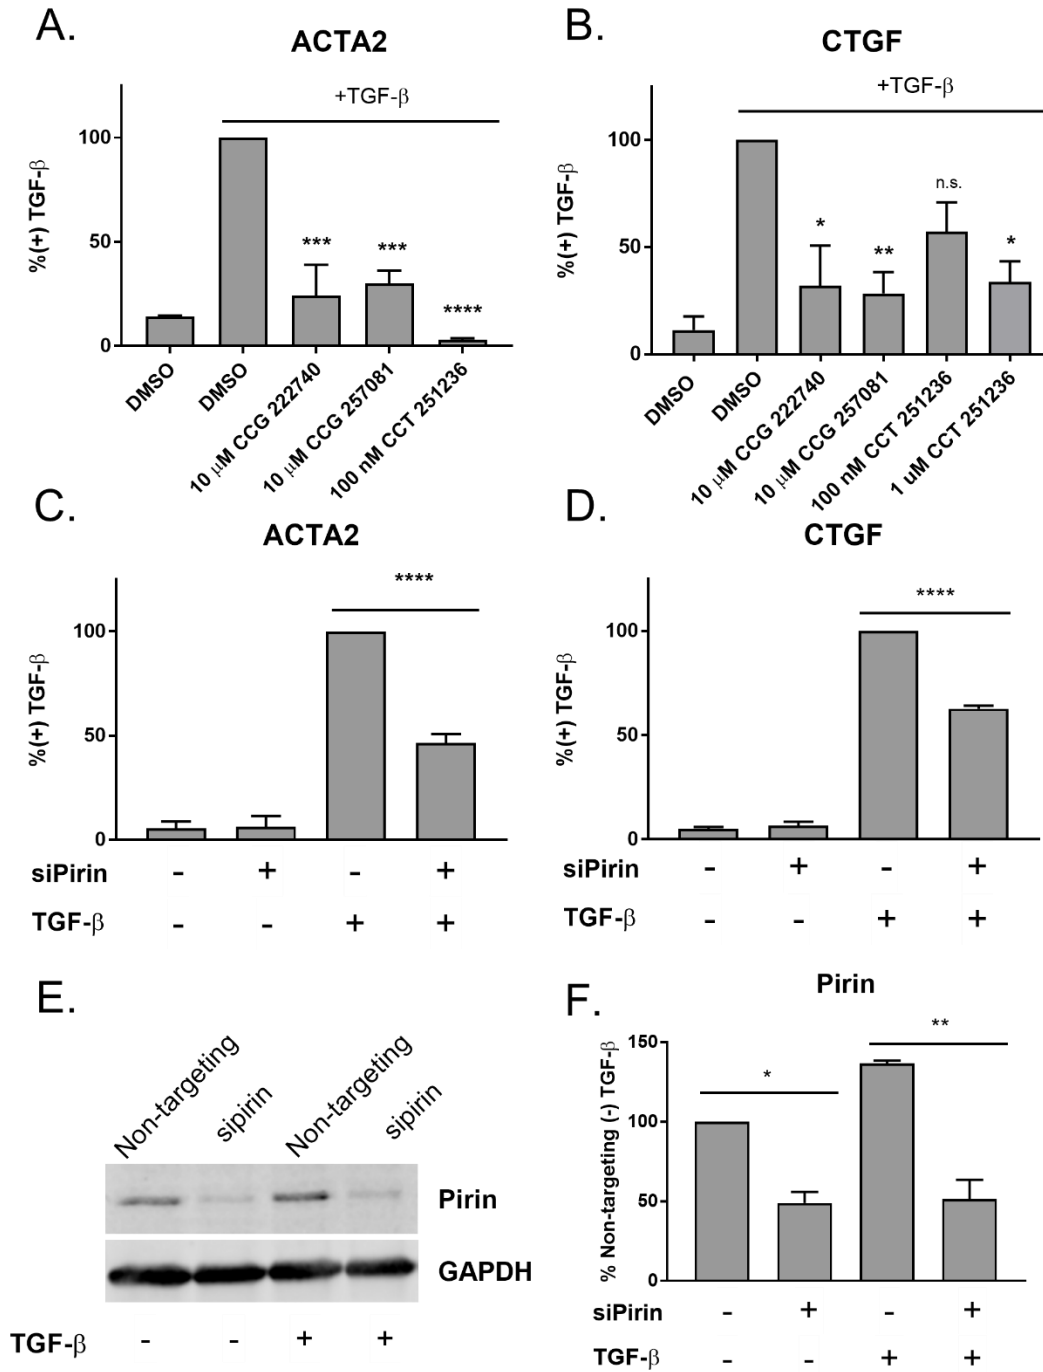 A.
ACTA2
+TGF-β
%(+) TGF-β
100
50
0
***
***
****
DMSO
DMSO
10 μM CCG 222740
10 μM CCG 257081
100 nM CCT 251236
B.
CTGF
+TGF-β
%(+) TGF-β
100
50
0
*
**
n.s.
*
DMSO
DMSO
10 μM CCG 222740
10 μM CCG 257081
100 nM CCT 251236
1 uM CCT 251236
C.
ACTA2
****
%(+) TGF-β
100
50
0
siPirin - + - +
TGF-β - - + +
D.
CTGF
****
%(+) TGF-β
100
50
0
siPirin - + - +
TGF-β - - + +
E.
Non-targeting
sipirin
Non-targeting
sipirin
Pirin
GAPDH
TGF-β - - + +
F.
Pirin
*
**
% Non-targeting (-) TGF-β
150
100
50
0
siPirin - + - +
TGF-β - - + +